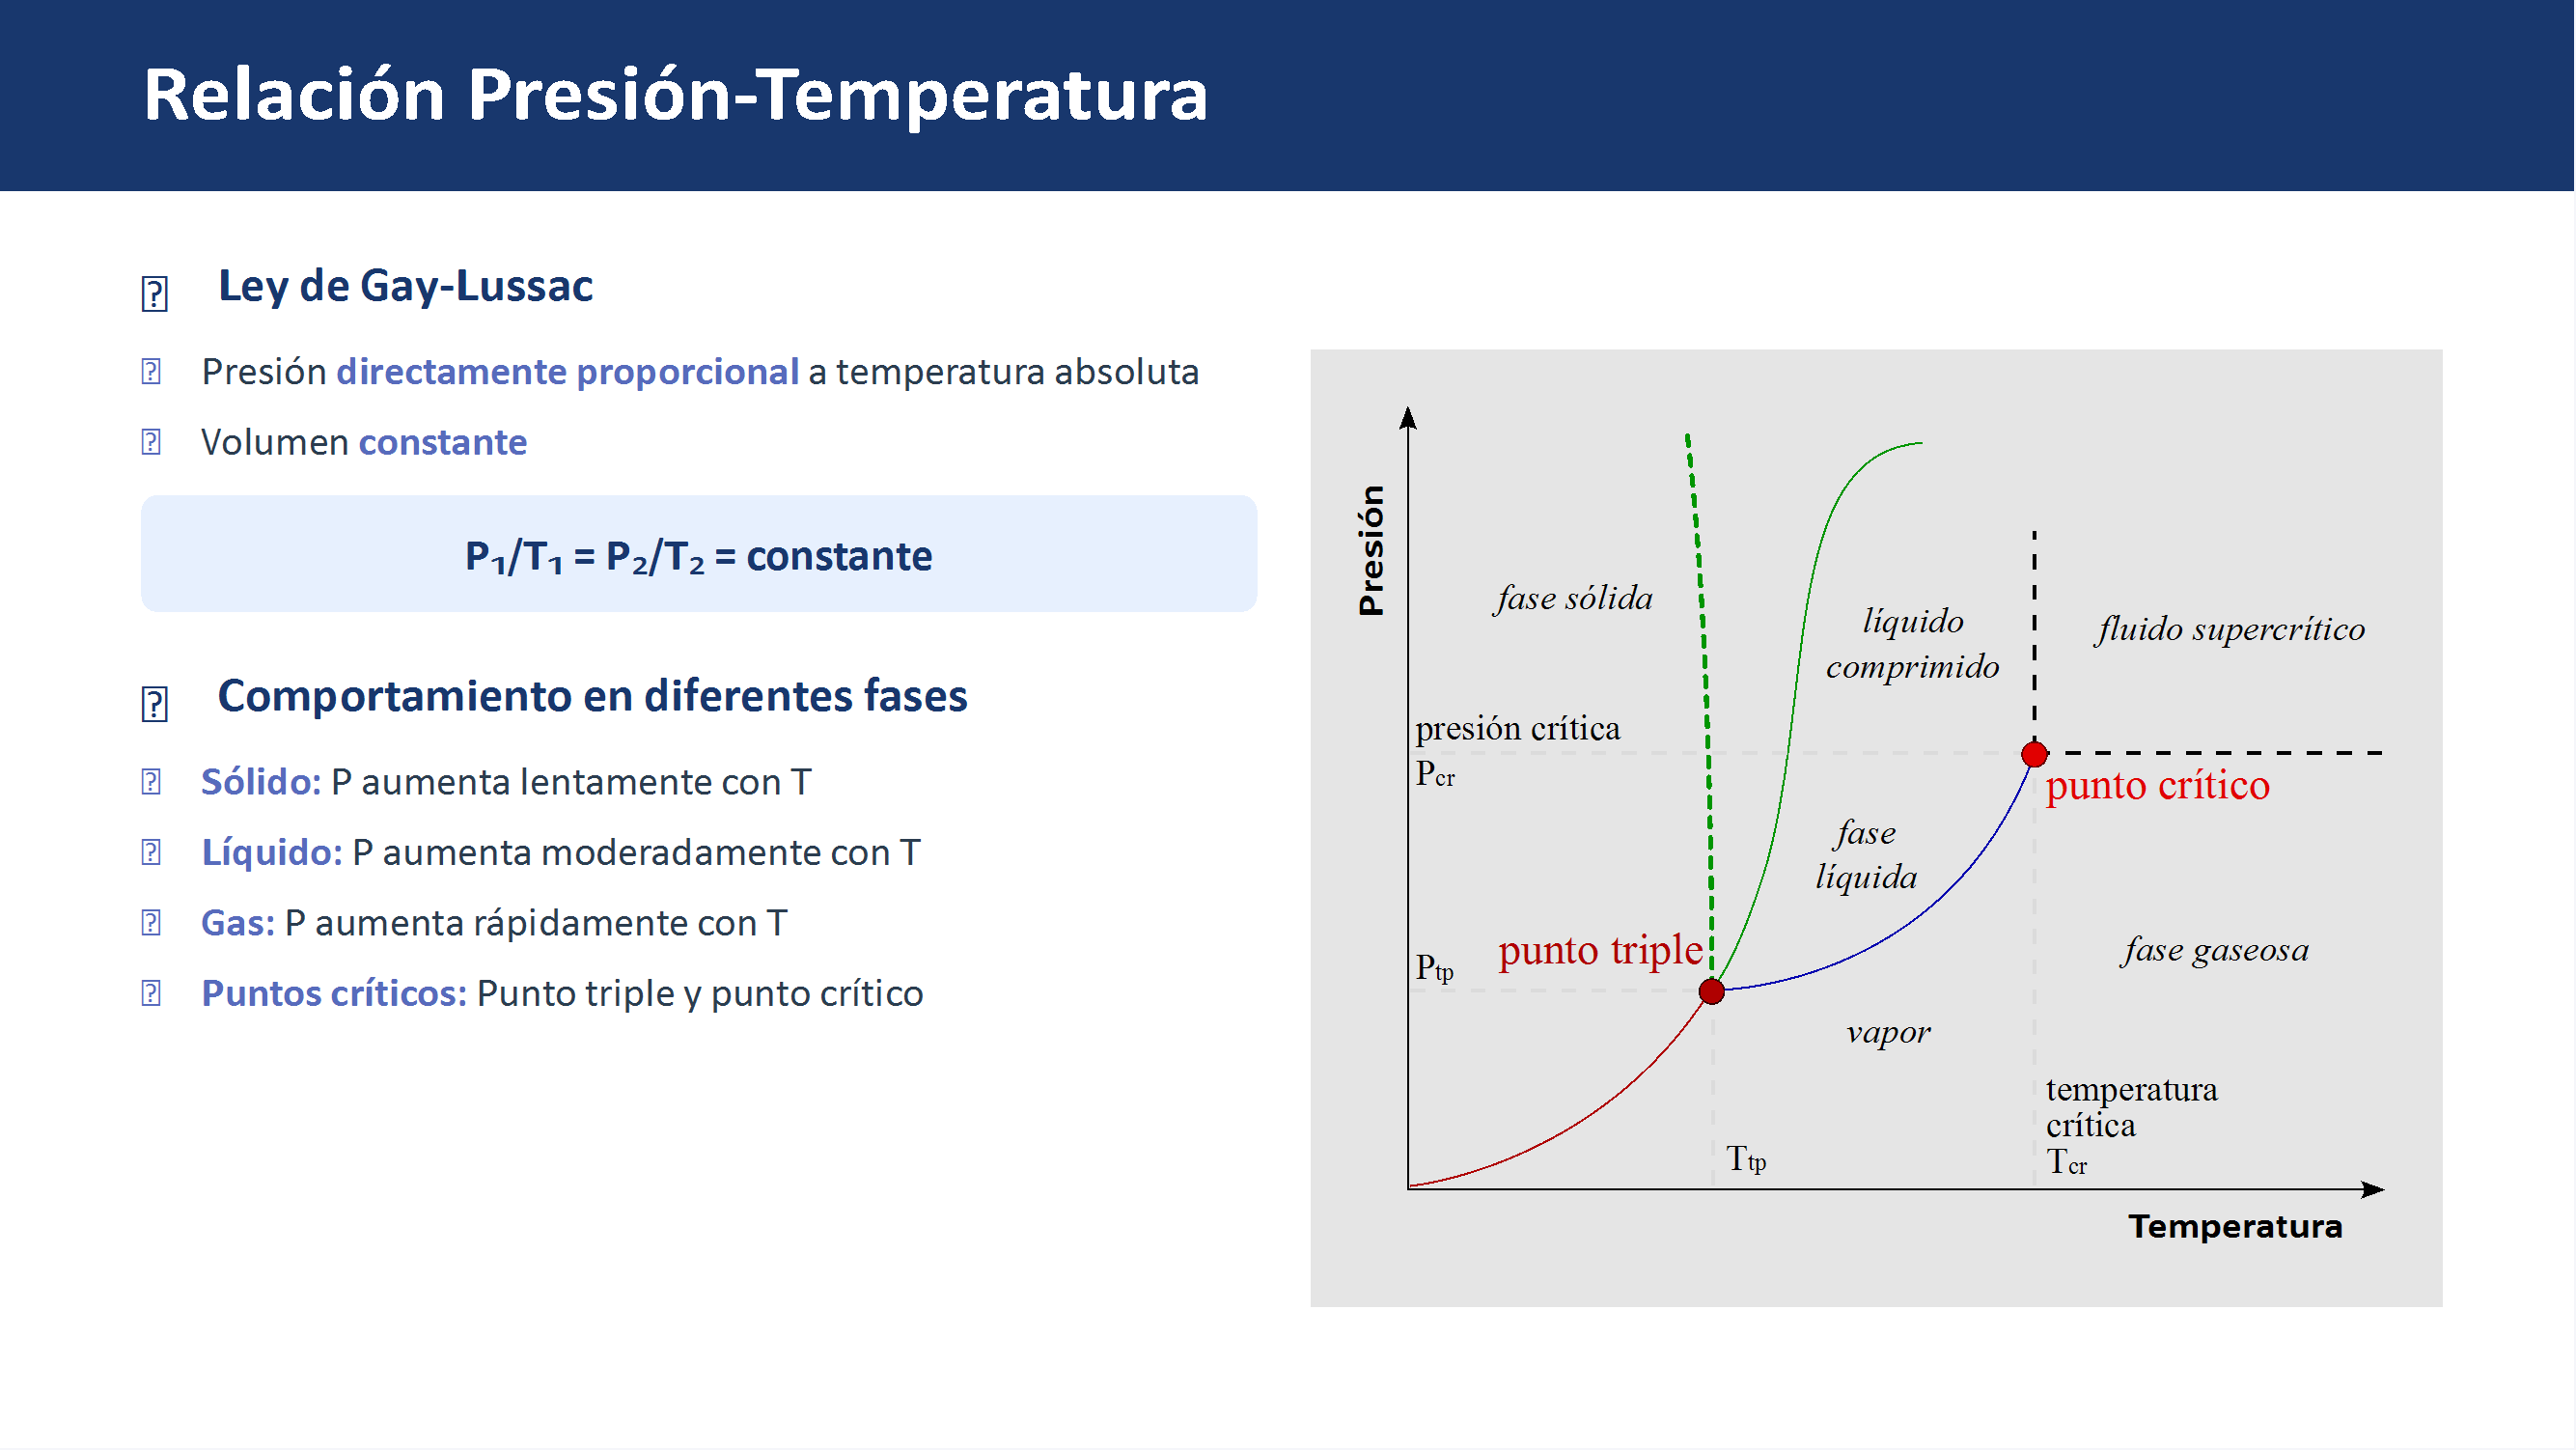 Relación Presión-Temperatura
Ley de Gay-Lussac
Presión directamente proporcional a temperatura absoluta
Volumen constante
P₁/T₁ = P₂/T₂ = constante
Comportamiento en diferentes fases
Sólido: P aumenta lentamente con T
Líquido: P aumenta moderadamente con T
Gas: P aumenta rápidamente con T
Puntos críticos: Punto triple y punto crítico
Presión
fase sólida
líquido
comprimido
fluido supercrítico
presión crítica
Pcr
punto crítico
fase
líquida
punto triple
Ptp
fase gaseosa
vapor
temperatura
crítica
Tcr
Ttp
Temperatura